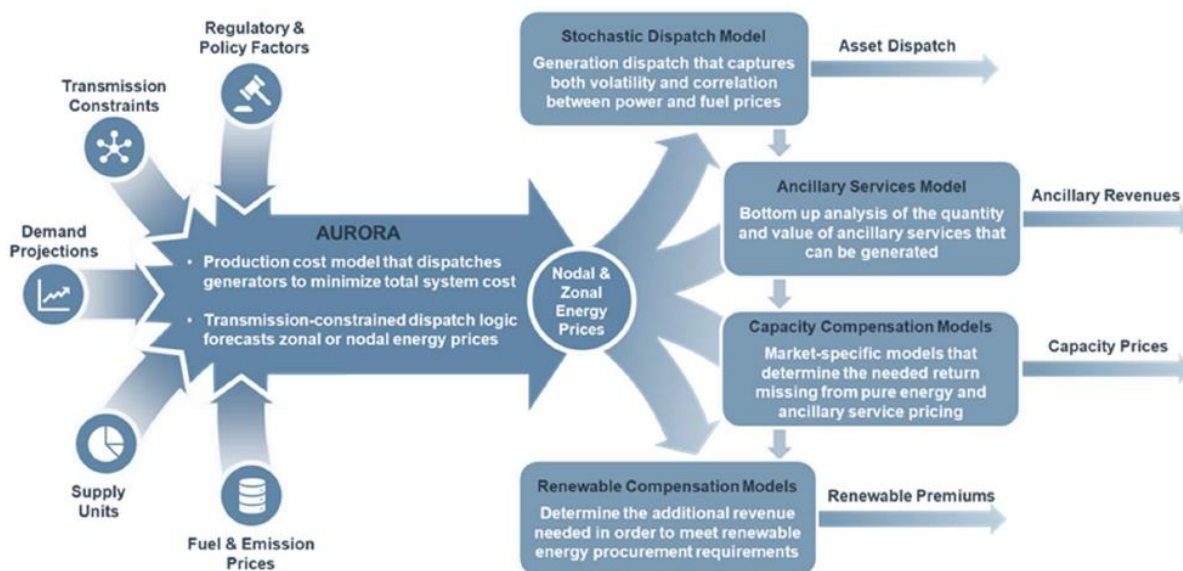 Regulatory &
Policy Factors
Transmission
Constraints
Demand
Projections
Supply
Units
Fuel & Emission
Prices
AURORA
• Production cost model that dispatches
generators to minimize total system cost
• Transmission-constrained dispatch logic
forecasts zonal or nodal energy prices
Nodal &
Zonal
Energy
Prices
Stochastic Dispatch Model
Generation dispatch that captures
both volatility and correlation
between power and fuel prices
Asset Dispatch
Ancillary Services Model
Bottom up analysis of the quantity
and value of ancillary services that
can be generated
Ancillary Revenues
Capacity Compensation Models
Market-specific models that
determine the needed return
missing from pure energy and
ancillary service pricing
Capacity Prices
Renewable Compensation Models
Determine the additional revenue
needed in order to meet renewable
energy procurement requirements
Renewable Premiums